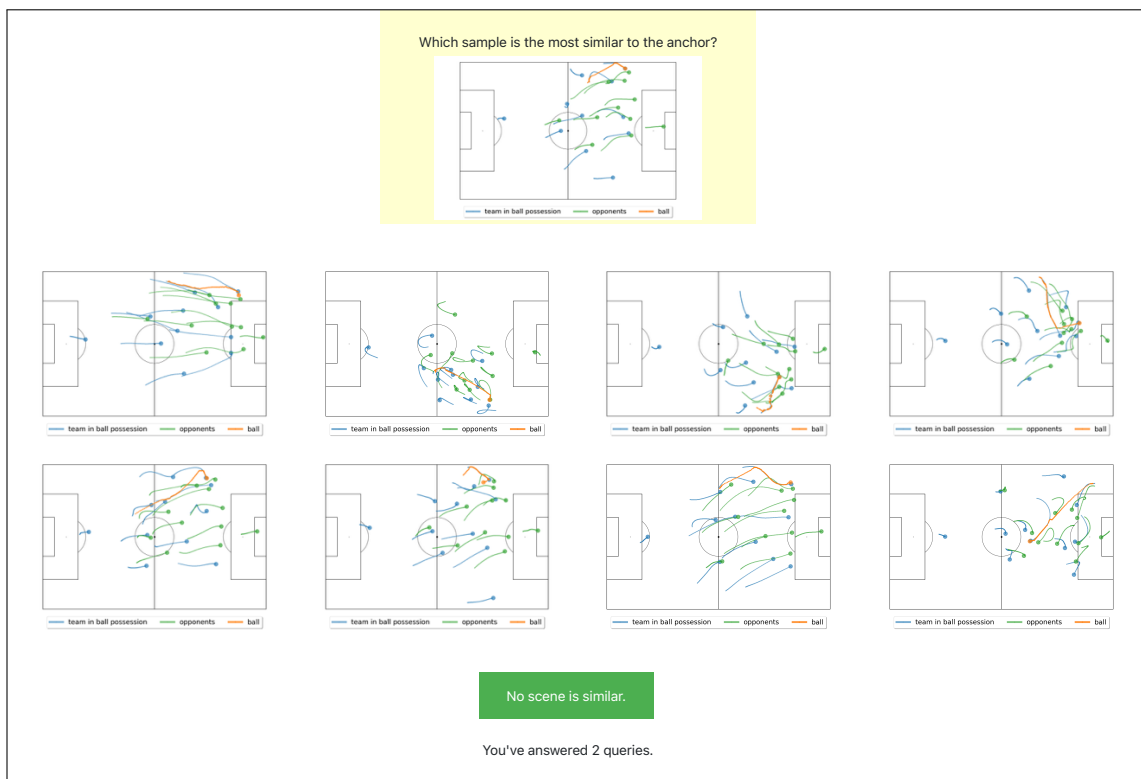 Which sample is the most similar to the anchor?
team in ball possession opponents ball
team in ball possession opponents ball
team in ball possession opponents ball
team in ball possession opponents ball
team in ball possession opponents ball
team in ball possession opponents ball
team in ball possession opponents ball
team in ball possession opponents ball
team in ball possession opponents ball
No scene is similar.
You've answered 2 queries.